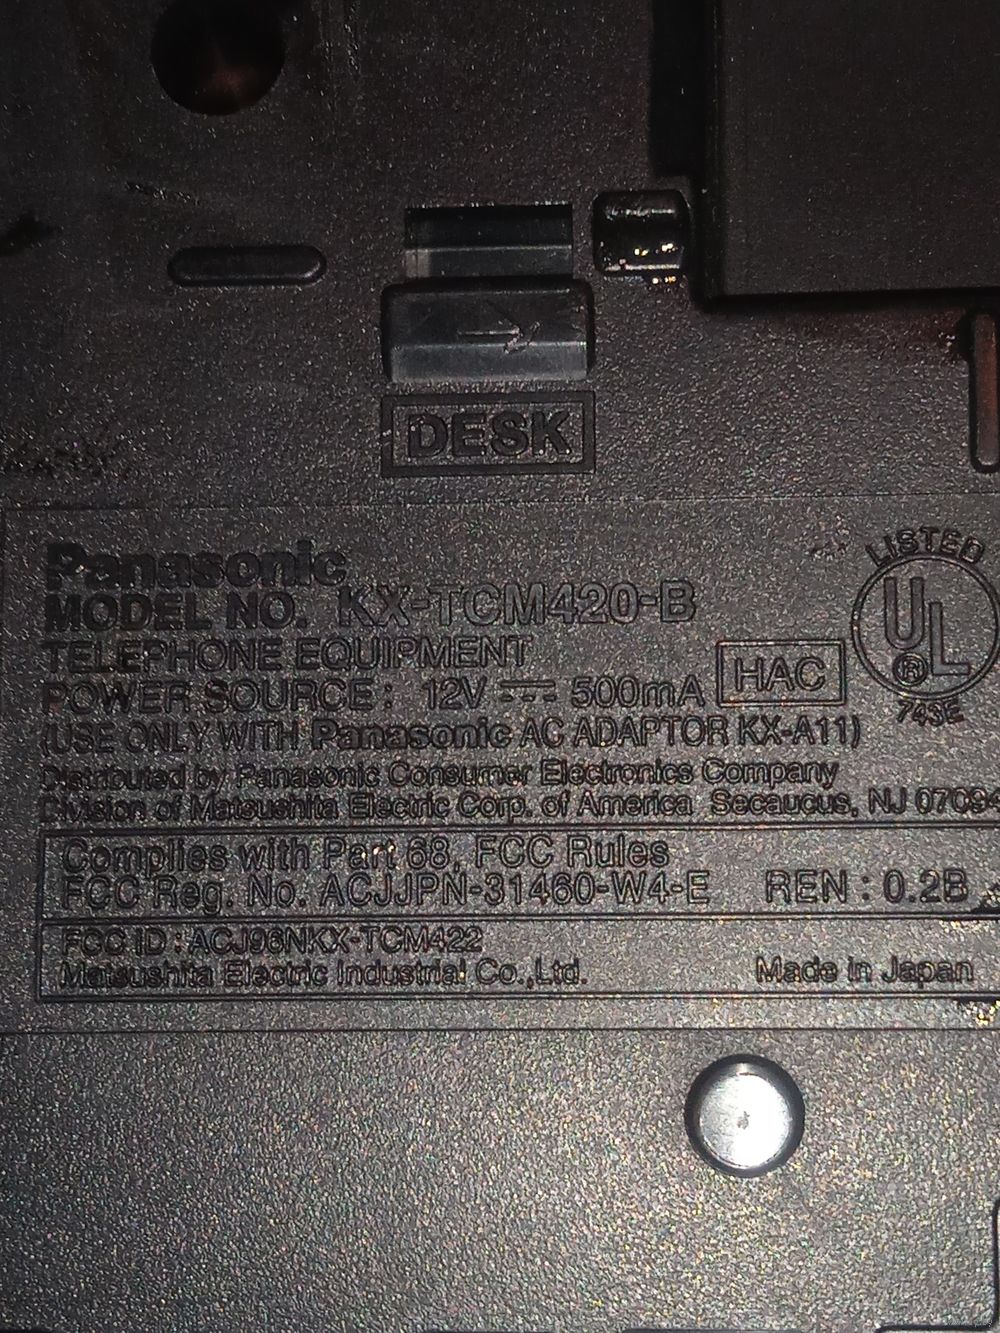 DESK
Panasonic
MODEL NO. KX-TCM420-B
TELEPHONE EQUIPMENT
POWER SOURCE: 12V ⎓ 500mA
HAC
LISTED
UL
®
743E
(USE ONLY WITH Panasonic AC ADAPTOR KX-A11)
Distributed by Panasonic Consumer Electronics Company
Division of Matsushita Electric Corp. of America Secaucus, NJ 07094
Complies with Part 68, FCC Rules
FCC Reg. No. ACJJPN-31460-W4-E REN : 0.2B
FCC ID : ACJ96NKX-TCM422
Matsushita Electric Industrial Co.,Ltd. Made in Japan